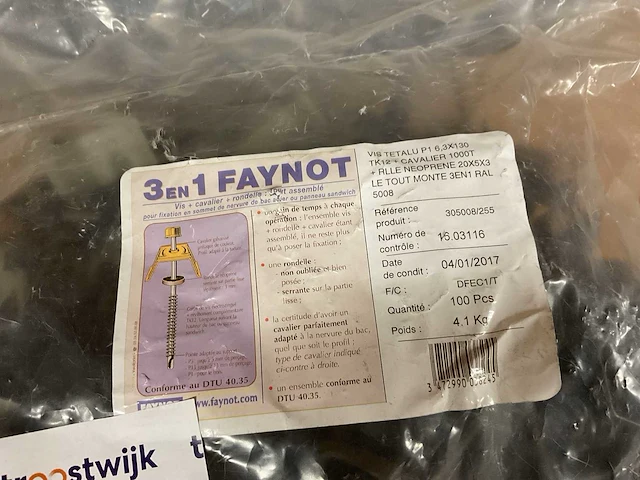 3 EN 1 FAYNOT
Vis + cavalier + rondelle : tout assemblé
pour fixation en sommet de nervure de bac acier ou panneau sandwich
de temps à chaque
opération : l'ensemble vis
+ rondelle + cavalier étant
assemblé, il ne reste plus
qu'à poser la fixation ;
• une rondelle :
- non oubliée et bien
posée ;
- serrante sur la partie
lisse ;
• la certitude d'avoir un
cavalier parfaitement
adapté à la nervure du bac,
quel que soit le profil :
type de cavalier indiqué
ci-contre à droite.
• un ensemble conforme au
DTU 40.35.
Conforme au DTU 40.35
FAYNOT www.faynot.com
VIS TETALU P1 6,3X130
TK12 + CAVALIER 1000T
+ RLLE NEOPRENE 20X5X3
LE TOUT MONTE 3EN1 RAL
5008
Référence
produit : 305008/255
Numéro de
contrôle : 16.03116
Date
de condit : 04/01/2017
F/C : DFEC1/T
Quantité : 100 Pcs
Poids : 4.1 Kg
troostwijk
t